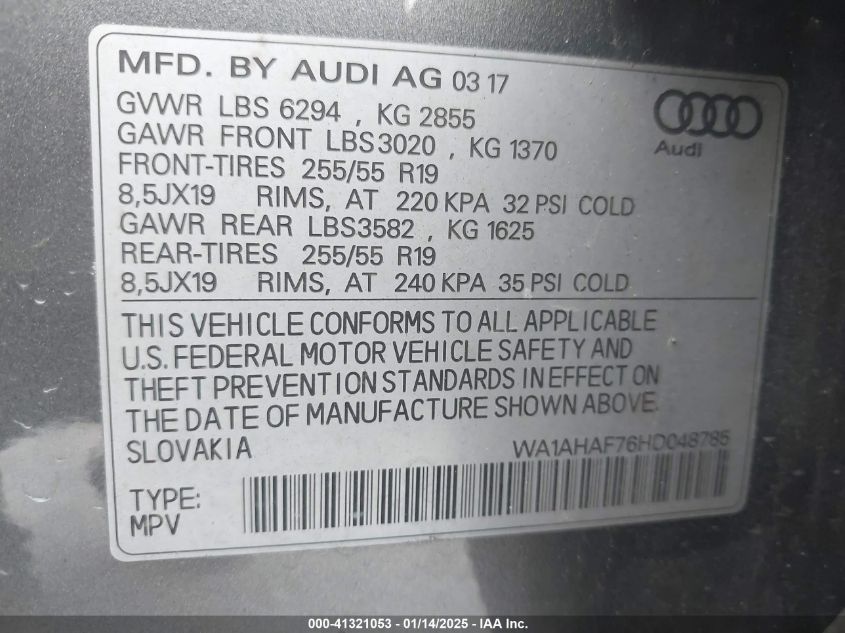 MFD. BY AUDI AG 03 17
GVWR LBS 6294 , KG 2855
GAWR FRONT LBS3020 , KG 1370
FRONT-TIRES 255/55 R19
8,5JX19 RIMS, AT 220 KPA 32 PSI COLD
GAWR REAR LBS3582 , KG 1625
REAR-TIRES 255/55 R19
8,5JX19 RIMS, AT 240 KPA 35 PSI COLD
Audi
THIS VEHICLE CONFORMS TO ALL APPLICABLE
U.S. FEDERAL MOTOR VEHICLE SAFETY AND
THEFT PREVENTION STANDARDS IN EFFECT ON
THE DATE OF MANUFACTURE SHOWN ABOVE.
SLOVAKIA WA1AHAF76HD048785
TYPE:
MPV
000-41321053 — 01/14/2025 — IAA, Inc.